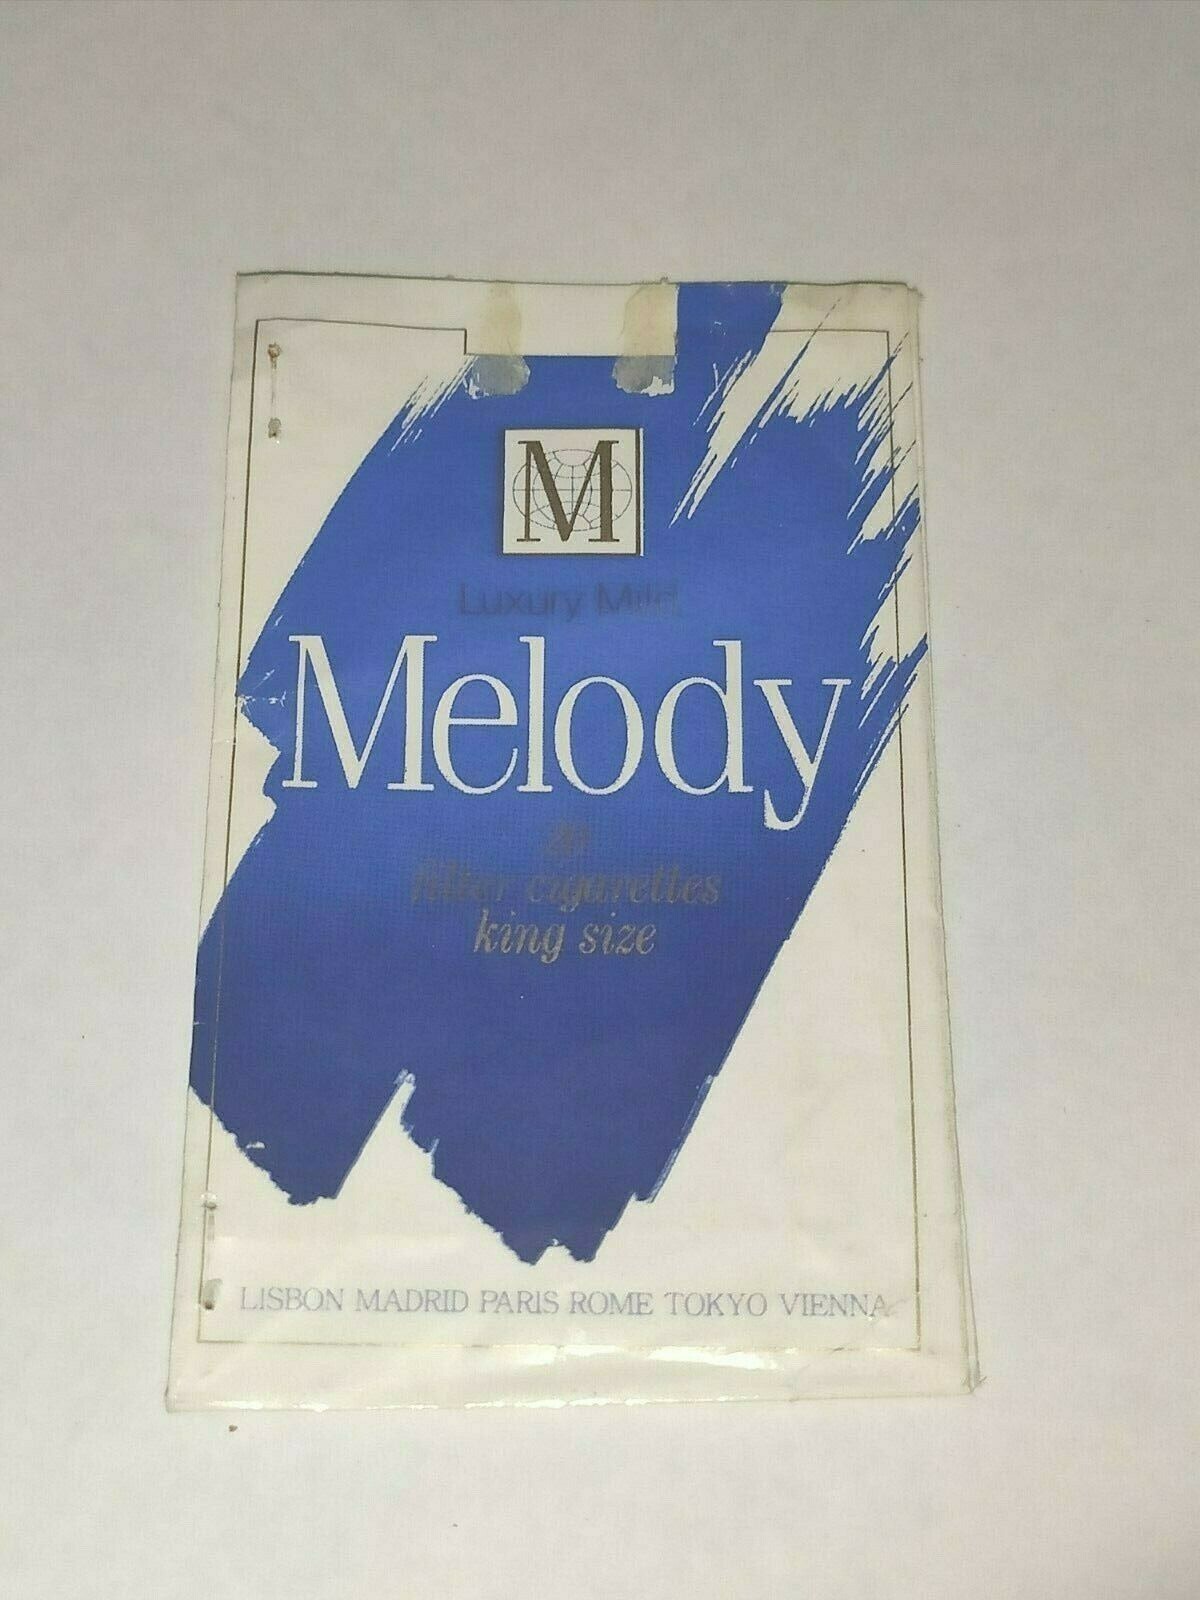 M
Luxury Mild
Melody
20
filter cigarettes
king size
LISBON MADRID PARIS ROME TOKYO VIENNA